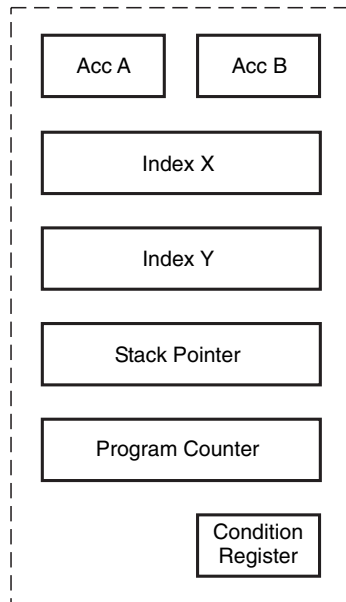 Acc A
Acc B
Index X
Index Y
Stack Pointer
Program Counter
Condition
Register